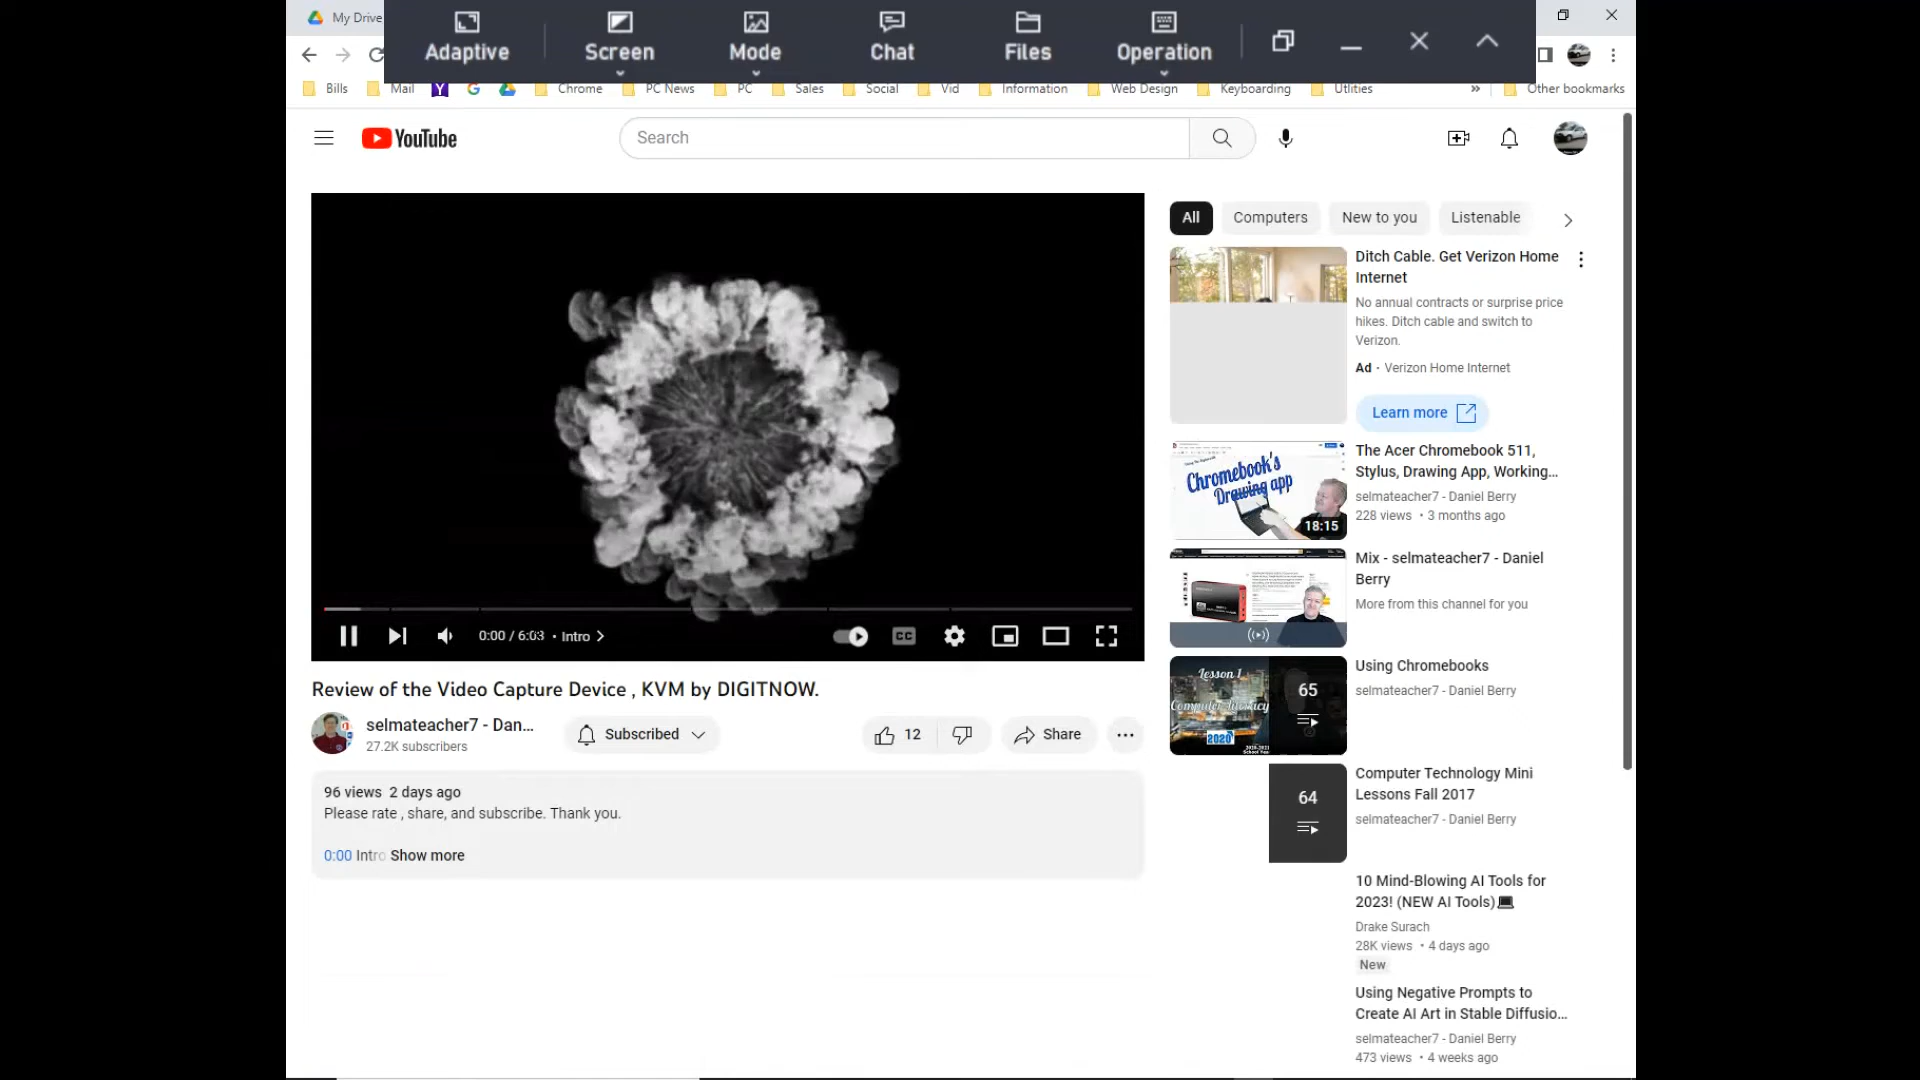 My Drive
Adaptive
Screen
Mode
Chat
Files
Operation
Bills
Mail
Chrome
PC News
PC
Sales
Social
Vid
Information
Web Design
Keyboarding
Utlities
»
Other bookmarks
YouTube
Search
All
Computers
New to you
Listenable
0:00 / 6:03 • Intro
CC
Review of the Video Capture Device , KVM by DIGITNOW.
selmateacher7 - Dan...
27.2K subscribers
Subscribed
12
Share
96 views 2 days ago
Please rate , share, and subscribe. Thank you.
0:00 Intro Show more
Ditch Cable. Get Verizon Home
Internet
No annual contracts or surprise price
hikes. Ditch cable and switch to
Verizon.
Ad · Verizon Home Internet
Learn more
Chromebook's
Drawing app
18:15
The Acer Chromebook 511,
Stylus, Drawing App, Working...
selmateacher7 - Daniel Berry
228 views • 3 months ago
Mix - selmateacher7 - Daniel
Berry
More from this channel for you
Lesson 1
Computer Literacy
2020
65
Using Chromebooks
selmateacher7 - Daniel Berry
64
Computer Technology Mini
Lessons Fall 2017
selmateacher7 - Daniel Berry
10 Mind-Blowing AI Tools for
2023! (NEW AI Tools)💻
Drake Surach
28K views • 4 days ago
New
Using Negative Prompts to
Create AI Art in Stable Diffusio...
selmateacher7 - Daniel Berry
473 views • 4 weeks ago